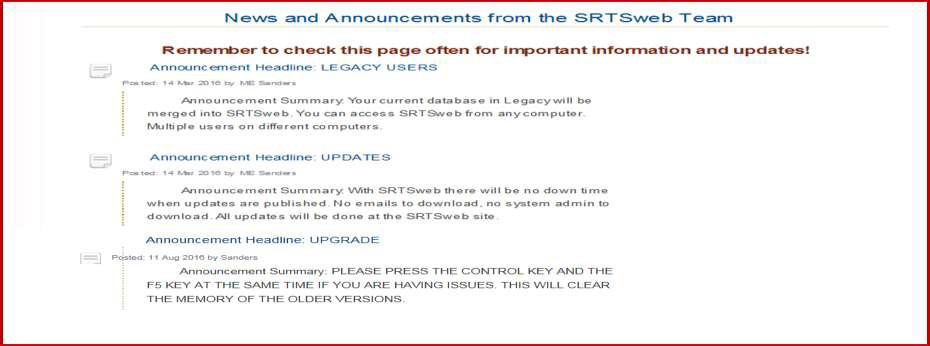 News and Announcements from the SRTSweb Team
Remember to check this page often for important information and updates!
Announcement Headline: LEGACY USERS
Posted: 14 Mar 2016 by ME Sanders
Announcement Summary: Your current database in Legacy will be
merged into SRTSweb. You can access SRTSweb from any computer.
Multiple users on different computers.
Announcement Headline: UPDATES
Posted: 14 Mar 2016 by ME Sanders
Announcement Summary: With SRTSweb there will be no down time
when updates are published. No emails to download, no system admin to
download. All updates will be done at the SRTSweb site.
Announcement Headline: UPGRADE
Posted: 11 Aug 2016 by Sanders
Announcement Summary: PLEASE PRESS THE CONTROL KEY AND THE
F5 KEY AT THE SAME TIME IF YOU ARE HAVING ISSUES. THIS WILL CLEAR
THE MEMORY OF THE OLDER VERSIONS.